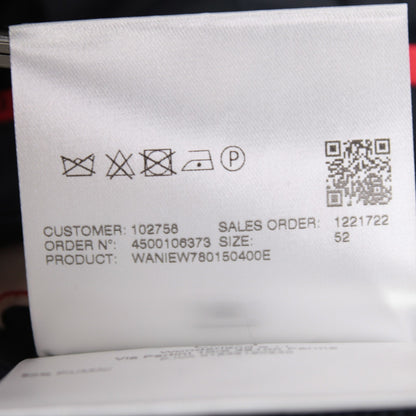 P
CUSTOMER: 102758 SALES ORDER: 1221722
ORDER N°: 4500106373 SIZE: 52
PRODUCT: WANIEW780150400E